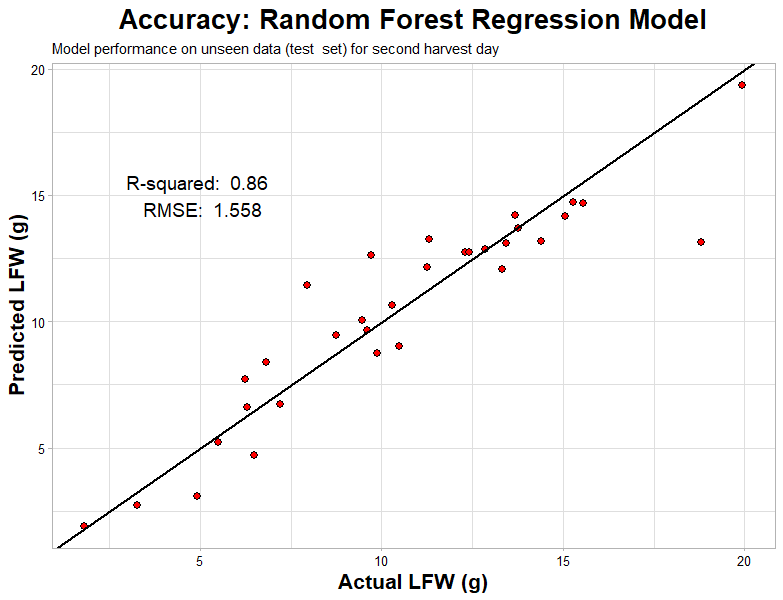 Accuracy: Random Forest Regression Model
Model performance on unseen data (test  set) for second harvest day
20
R-squared:  0.86
15
RMSE:  1.558
Predicted LFW (g)
10
5
5 10 15 20
Actual LFW (g)